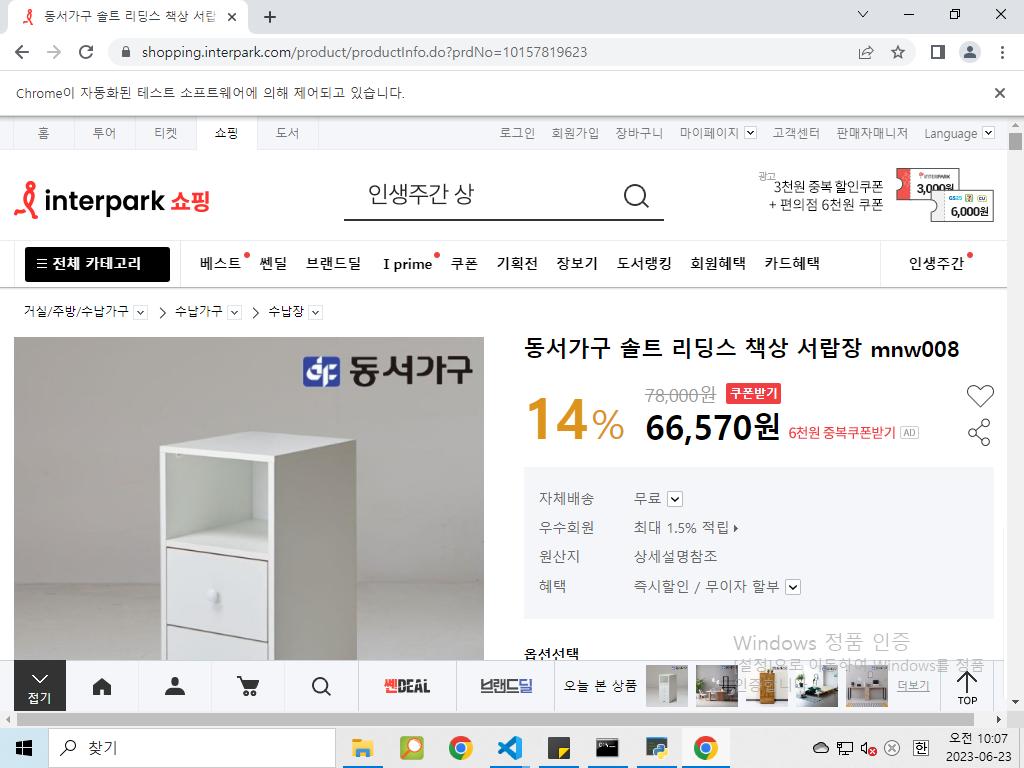 동서가구 솔트 리딩스 책상 서랍
shopping.interpark.com/product/productInfo.do?prdNo=10157819623
Chrome이 자동화된 테스트 소프트웨어에 의해 제어되고 있습니다.
홈 투어 티켓 쇼핑 도서 로그인 회원가입 장바구니 마이페이지 고객센터 판매자매니저 Language
광고
interpark 쇼핑 인생주간 상 3천원 중복 할인쿠폰
+ 편의점 6천원 쿠폰
INTERPARK
3,000원
GS25 CU
6,000원
전체 카테고리 베스트 쎈딜 브랜드딜 I prime 쿠폰 기획전 장보기 도서랭킹 회원혜택 카드혜택 인생주간
거실/주방/수납가구 수납가구 수납장
동서가구
동서가구 솔트 리딩스 책상 서랍장 mnw008
14% 78,000원 쿠폰받기
66,570원 6천원 중복쿠폰받기 AD
자체배송 무료
우수회원 최대 1.5% 적립
원산지 상세설명참조
혜택 즉시할인 / 무이자 할부
옵션선택
Windows 정품 인증
[설정]으로 이동하여 Windows를 정품
인증합니
접기 쎈DEAL 브랜드딜 오늘 본 상품 더보기 TOP
찾기
한
오전 10:07
2023-06-23